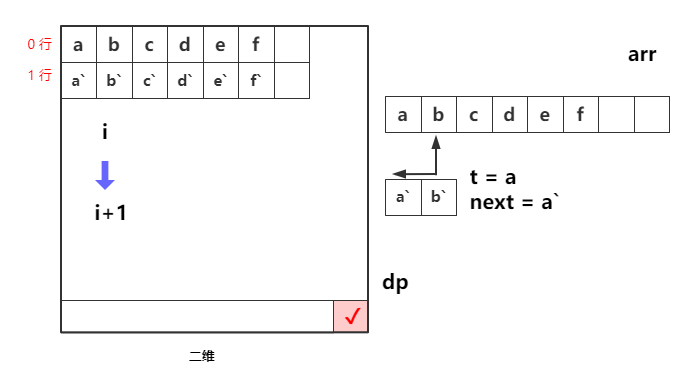 0 行 a b c d e f
1 行 a` b` c` d` e` f`
i
i+1
✓
二维
arr
a b c d e f
a` b`
t = a
next = a`
dp